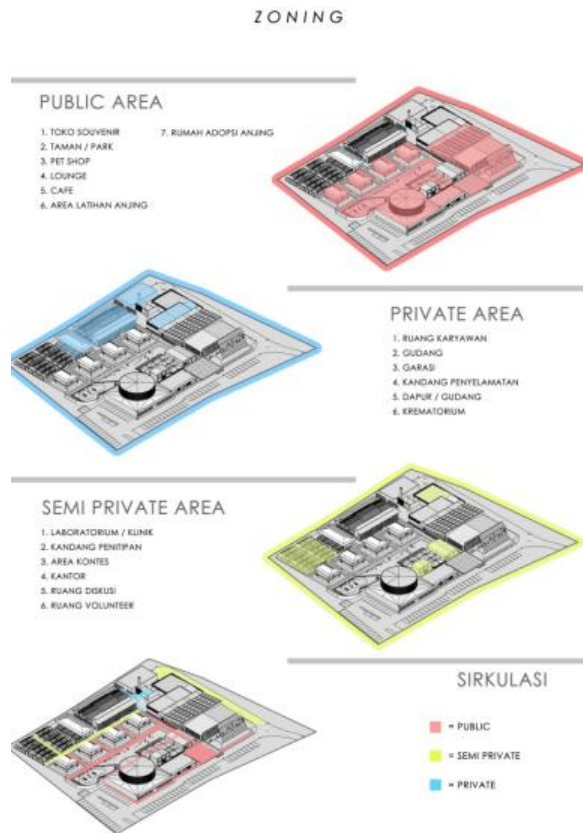 ZONING
PUBLIC AREA
1. TOKO SOUVENIR
2. TAMAN / PARK
3. PET SHOP
4. LOUNGE
5. CAFE
6. AREA LATIHAN ANJING
7. RUMAH ADOPSI ANJING
PRIVATE AREA
1. RUANG KARYAWAN
2. GUDANG
3. GARASI
4. KANDANG PENYELAMATAN
5. DAPUR / GUDANG
6. KREMATORIUM
SEMI PRIVATE AREA
1. LABORATORIUM / KLINIK
2. KANDANG PENITIPAN
3. AREA KONTES
4. KANTOR
5. RUANG DISKUSI
6. RUANG VOLUNTEER
SIRKULASI
= PUBLIC
= SEMI PRIVATE
= PRIVATE